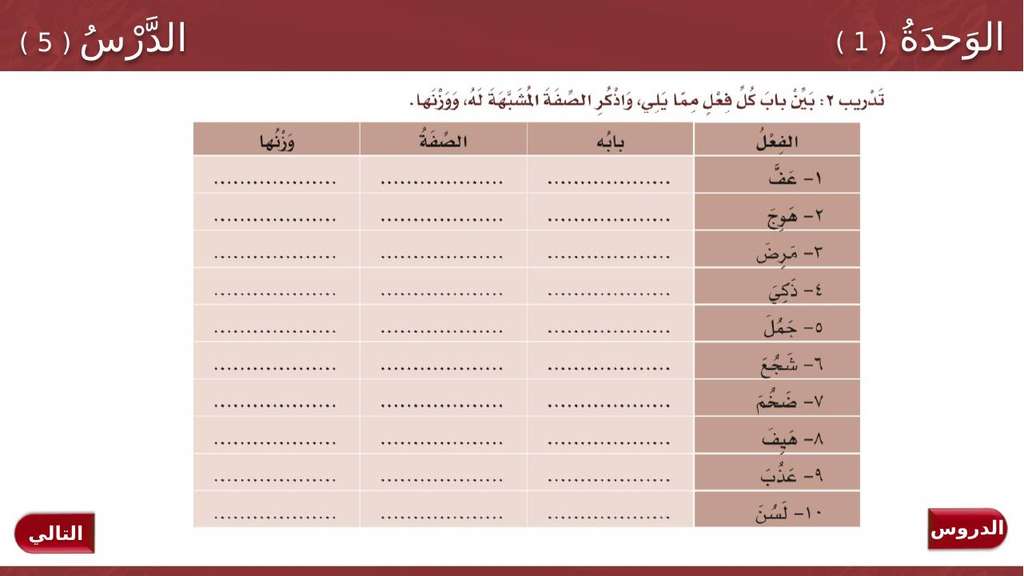 الوَحدَةُ ( 1 )
الدَّرْسُ ( 5 )
تَدْريب ٢: بَيِّنْ بابَ كُلِّ فِعْلٍ مِمّا يَلِي، وَاذْكُرِ الصِّفَةَ المُشَبَّهَةَ لَهُ، وَوَزْنَها.
الفِعْلُ بابُه الصِّفَةُ وَزْنُها
١- عَفَّ ................... ................... ...................
٢- هَوِجَ ................... ................... ...................
٣- مَرِضَ ................... ................... ...................
٤- ذَكِيَ ................... ................... ...................
٥- جَمُلَ ................... ................... ...................
٦- شَجُعَ ................... ................... ...................
٧- ضَخُمَ ................... ................... ...................
٨- هَيِفَ ................... ................... ...................
٩- عَذُبَ ................... ................... ...................
١٠- لَسُنَ ................... ................... ...................
الدروس
التالي